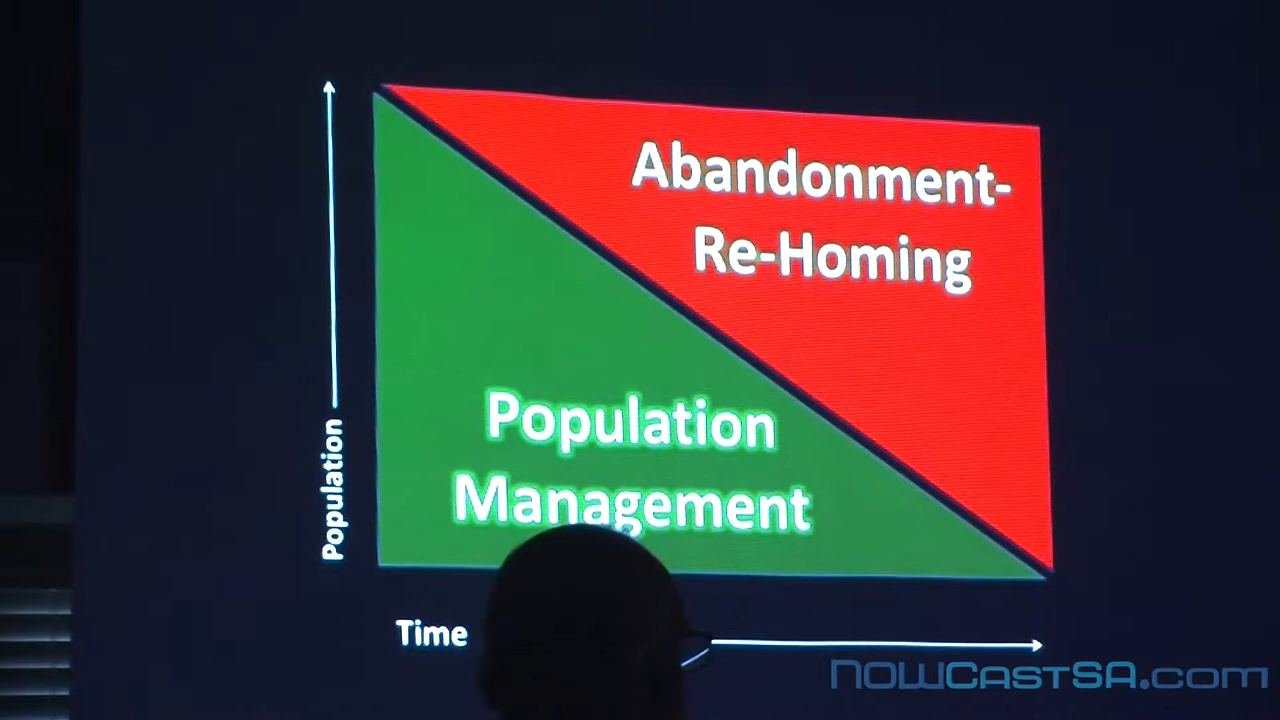 Abandonment-
Re-Homing
Population
Management
Population
Time
NOWCASTSA.COM